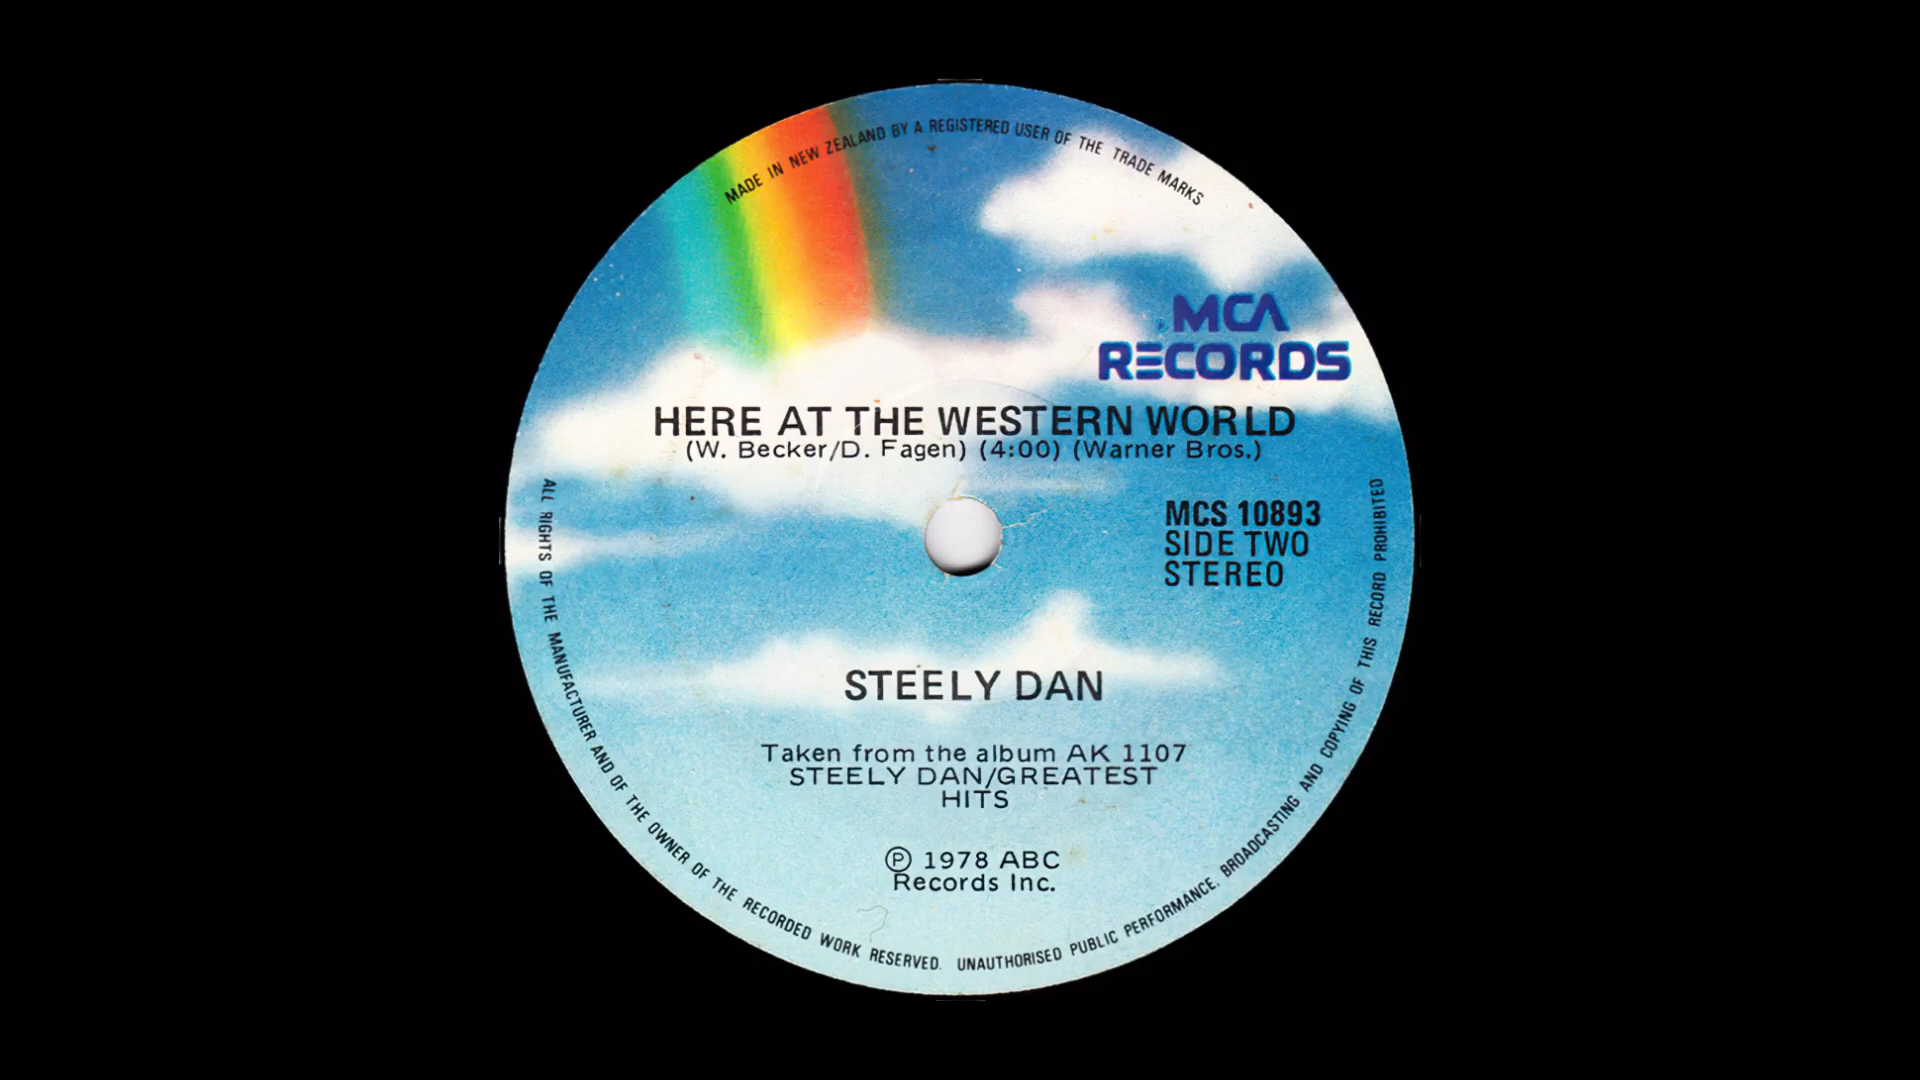 MADE IN NEW ZEALAND BY A REGISTERED USER OF THE TRADE MARKS
MCA
RECORDS
HERE AT THE WESTERN WORLD
(W. Becker/D. Fagen) (4:00) (Warner Bros.)
MCS 10893
SIDE TWO
STEREO
STEELY DAN
Taken from the album AK 1107
STEELY DAN/GREATEST
HITS
Ⓟ 1978 ABC
Records Inc.
ALL RIGHTS OF THE MANUFACTURER AND OF THE OWNER OF THE RECORDED WORK RESERVED. UNAUTHORISED PUBLIC PERFORMANCE. BROADCASTING AND COPYING OF THIS RECORD PROHIBITED